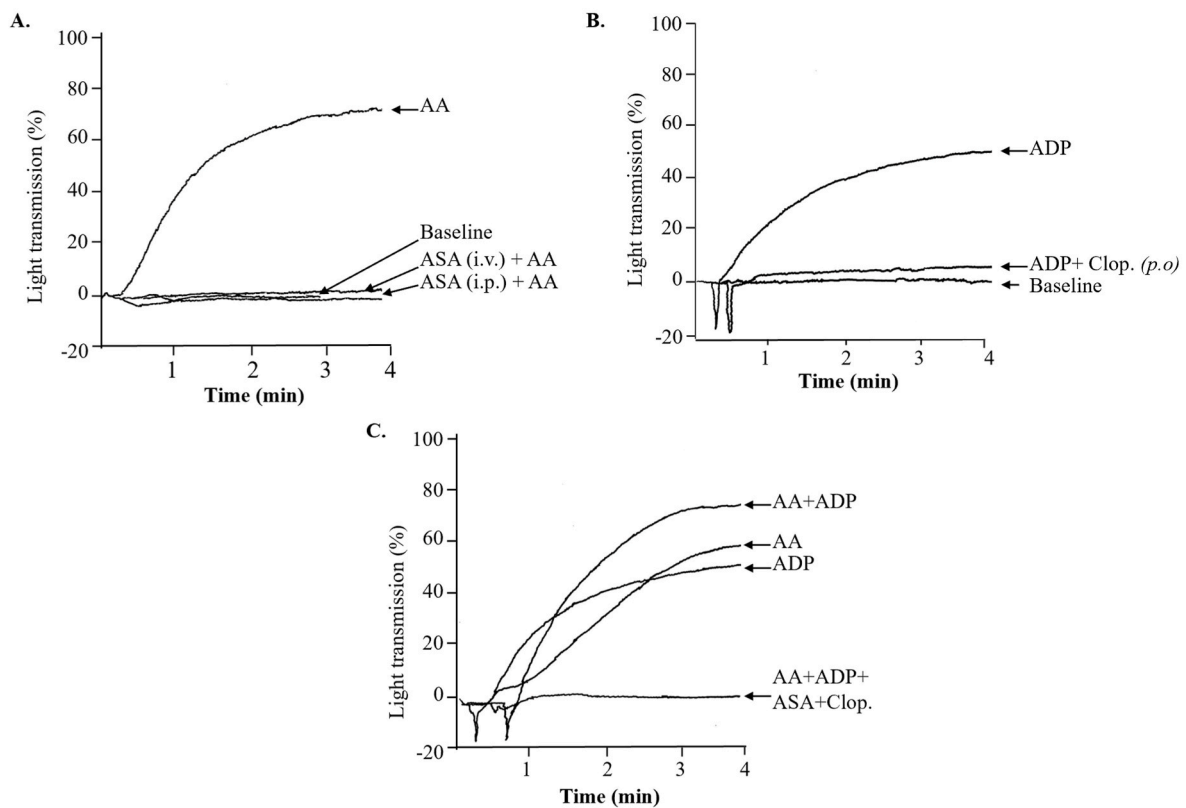 A.
100
80
60
40
20
0
-20
Light transmission (%)
AA
Baseline
ASA (i.v.) + AA
ASA (i.p.) + AA
1 2 3 4
Time (min)
B.
100
80
60
40
20
0
-20
Light transmission (%)
ADP
ADP+ Clop. (p.o)
Baseline
1 2 3 4
Time (min)
C.
100
80
60
40
20
0
-20
Light transmission (%)
AA+ADP
AA
ADP
AA+ADP+
ASA+Clop.
1 2 3 4
Time (min)